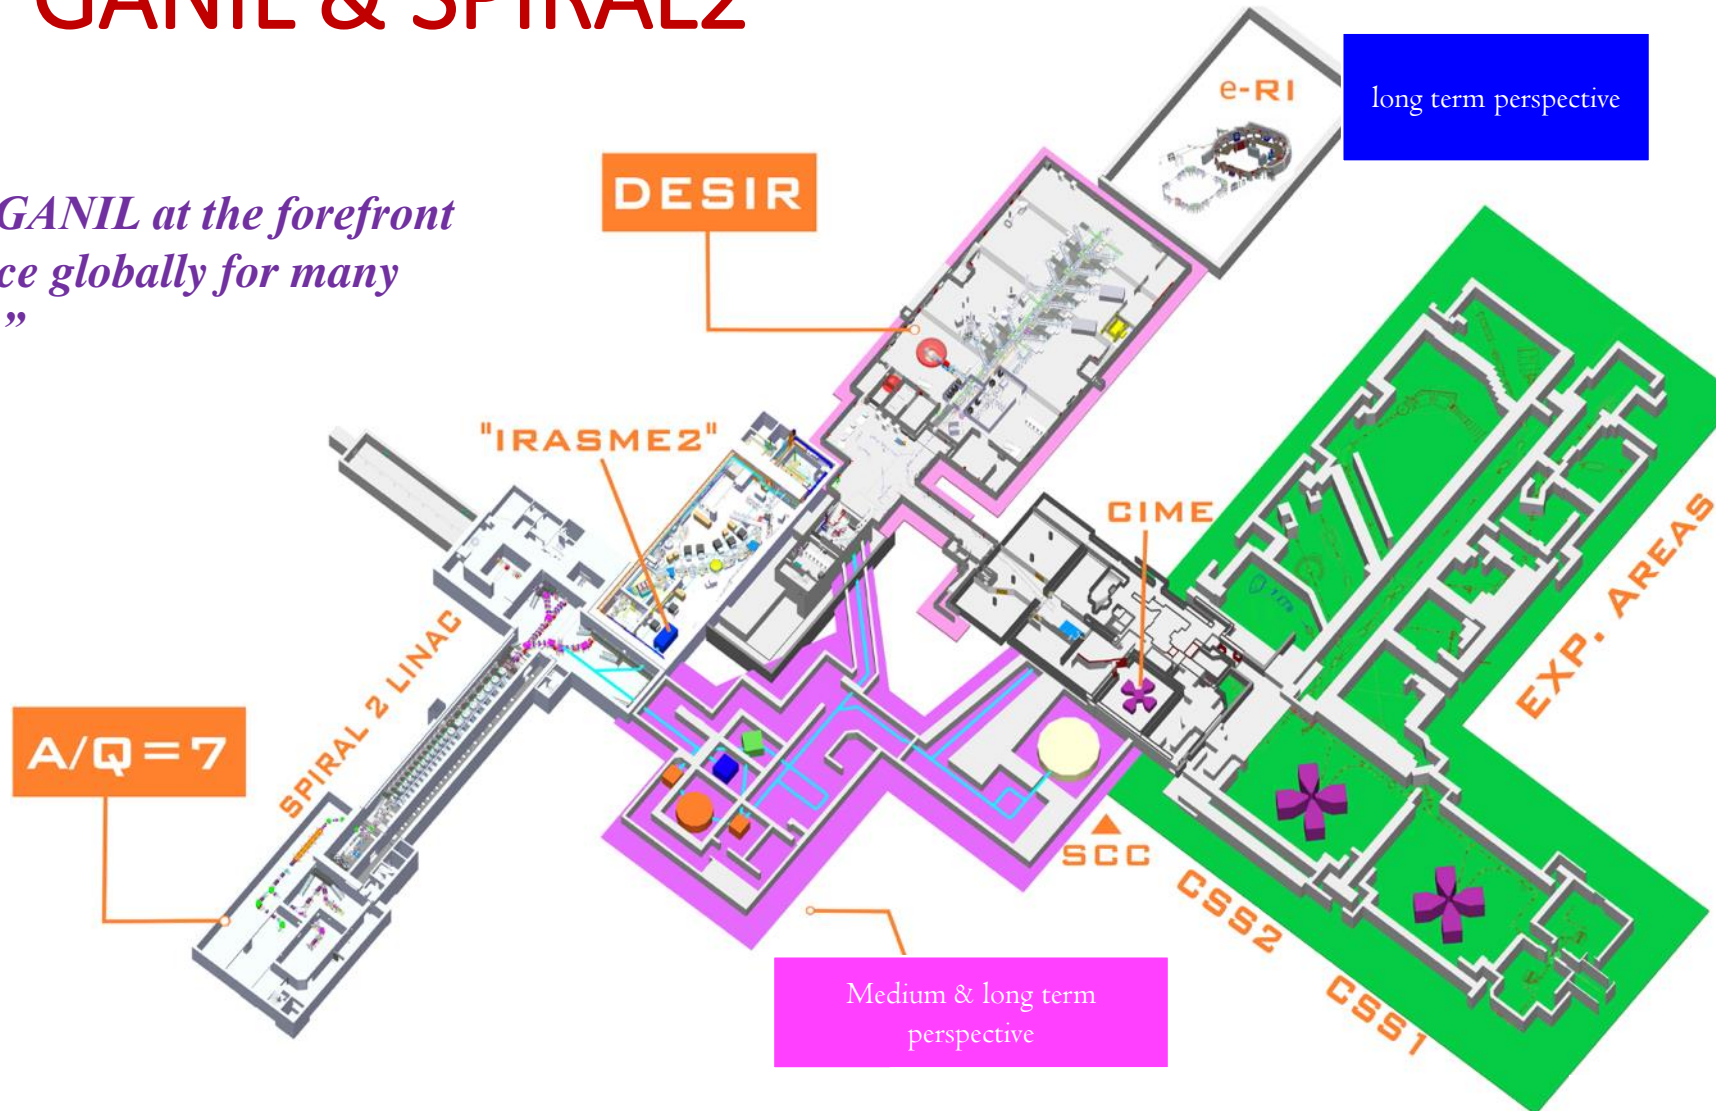 GANIL & SPIRAL2
e-RI
long term perspective
DESIR
GANIL at the forefront
ce globally for many
”
"IRASME2"
CIME
EXP. AREAS
SPIRAL 2 LINAC
A/Q=7
SCC
CSS2
CSS1
Medium & long term
perspective